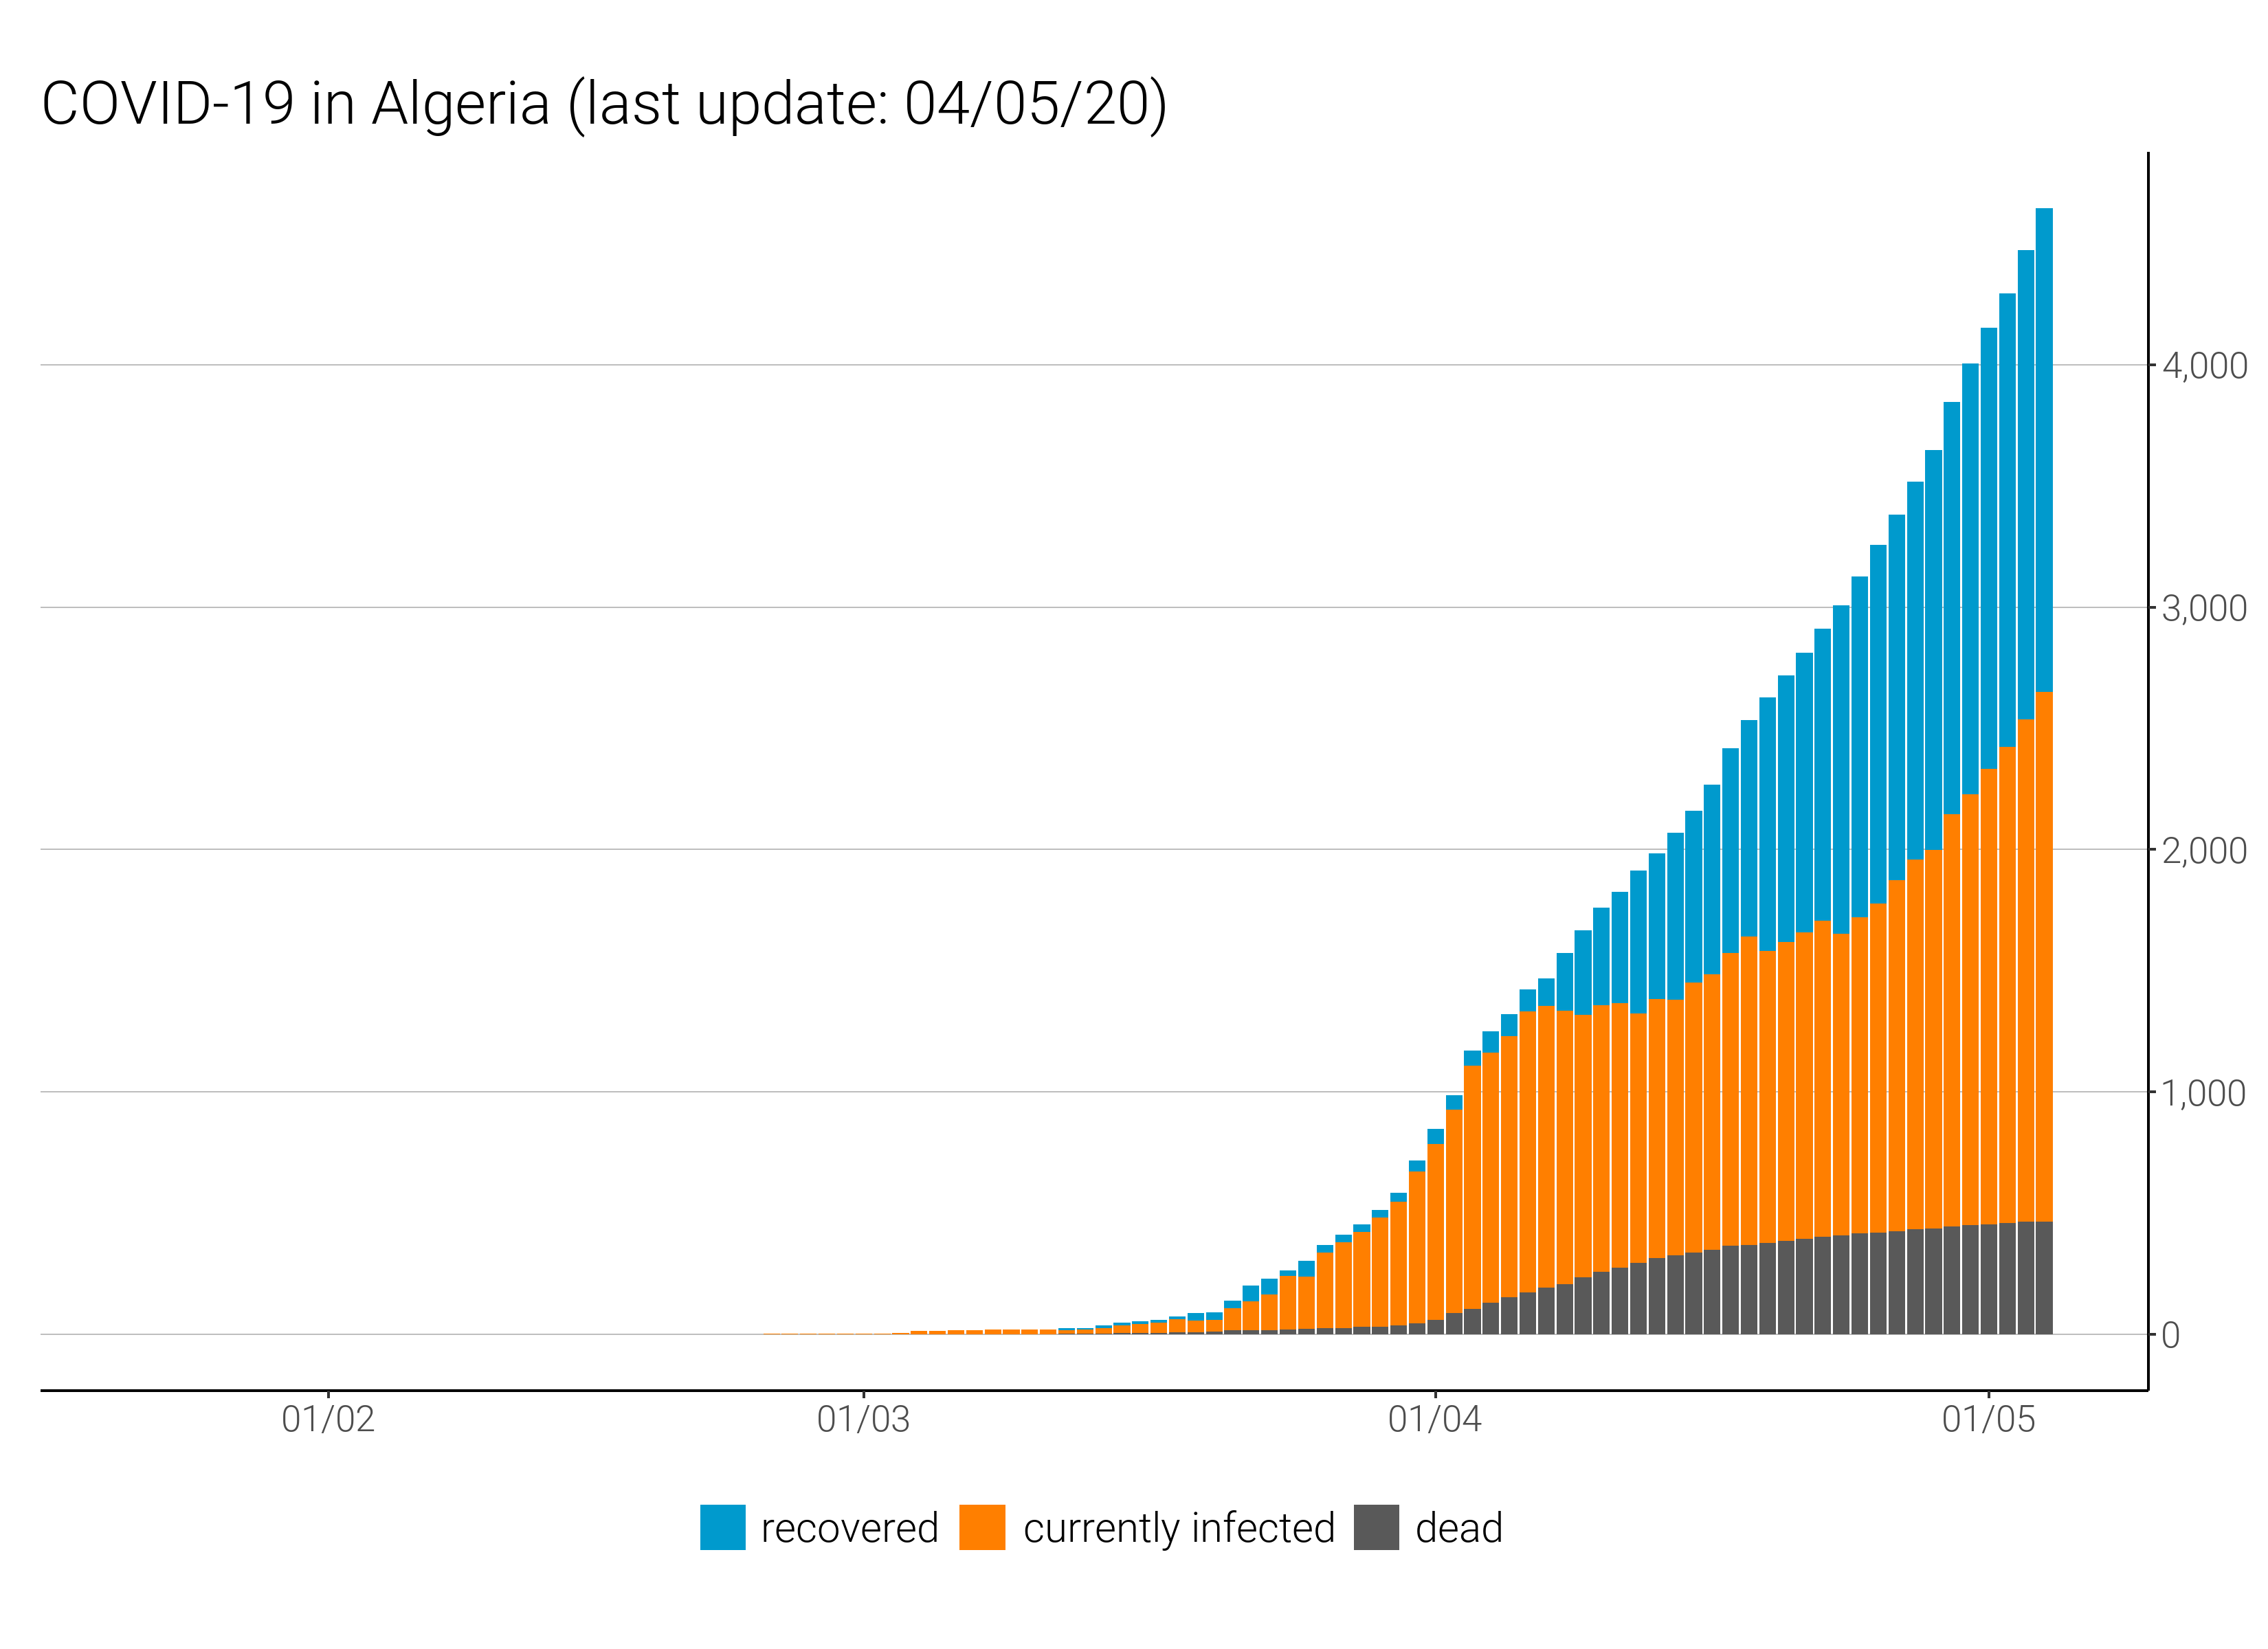 COVID-19 in Algeria (last update: 04/05/20)
4,000
3,000
2,000
1,000
0
01/02 01/03 01/04 01/05
recovered currently infected dead